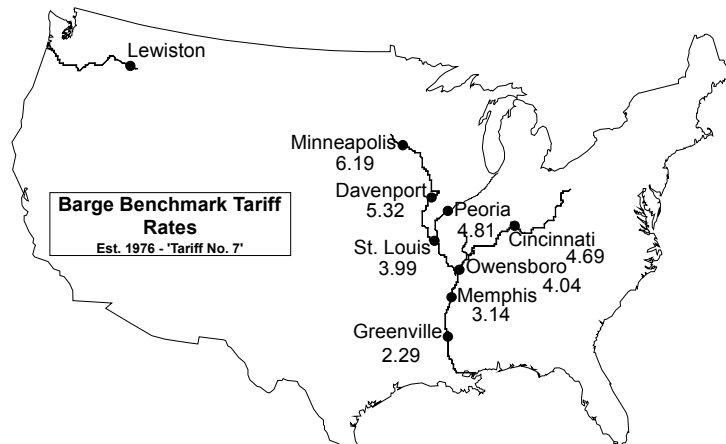 Lewiston
Minneapolis
6.19
Davenport
5.32
Barge Benchmark Tariff
Rates
Est. 1976 - 'Tariff No. 7'
Peoria
4.81
St. Louis
3.99
Cincinnati
4.69
Owensboro
4.04
Memphis
3.14
Greenville
2.29